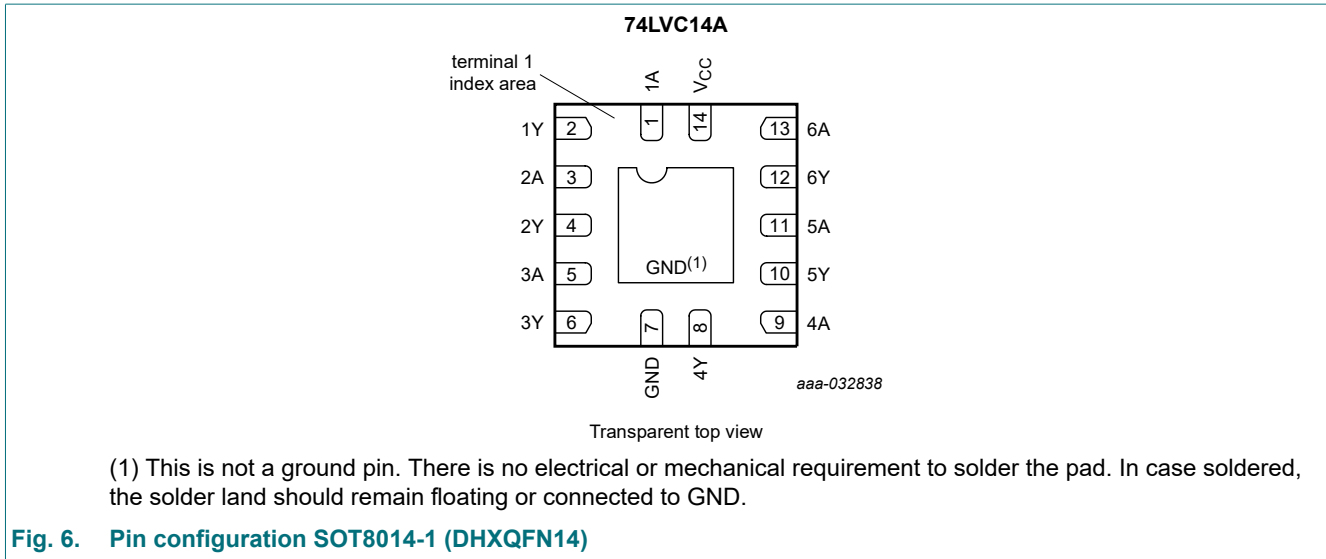 74LVC14A
terminal 1
index area
1A
VCC
1
14
1Y 2
13 6A
2A 3
12 6Y
2Y 4
11 5A
3A 5
GND(1)
10 5Y
3Y 6
9 4A
7
8
GND
4Y
aaa-032838
Transparent top view
(1) This is not a ground pin. There is no electrical or mechanical requirement to solder the pad. In case soldered,
the solder land should remain floating or connected to GND.
Fig. 6. Pin configuration SOT8014-1 (DHXQFN14)